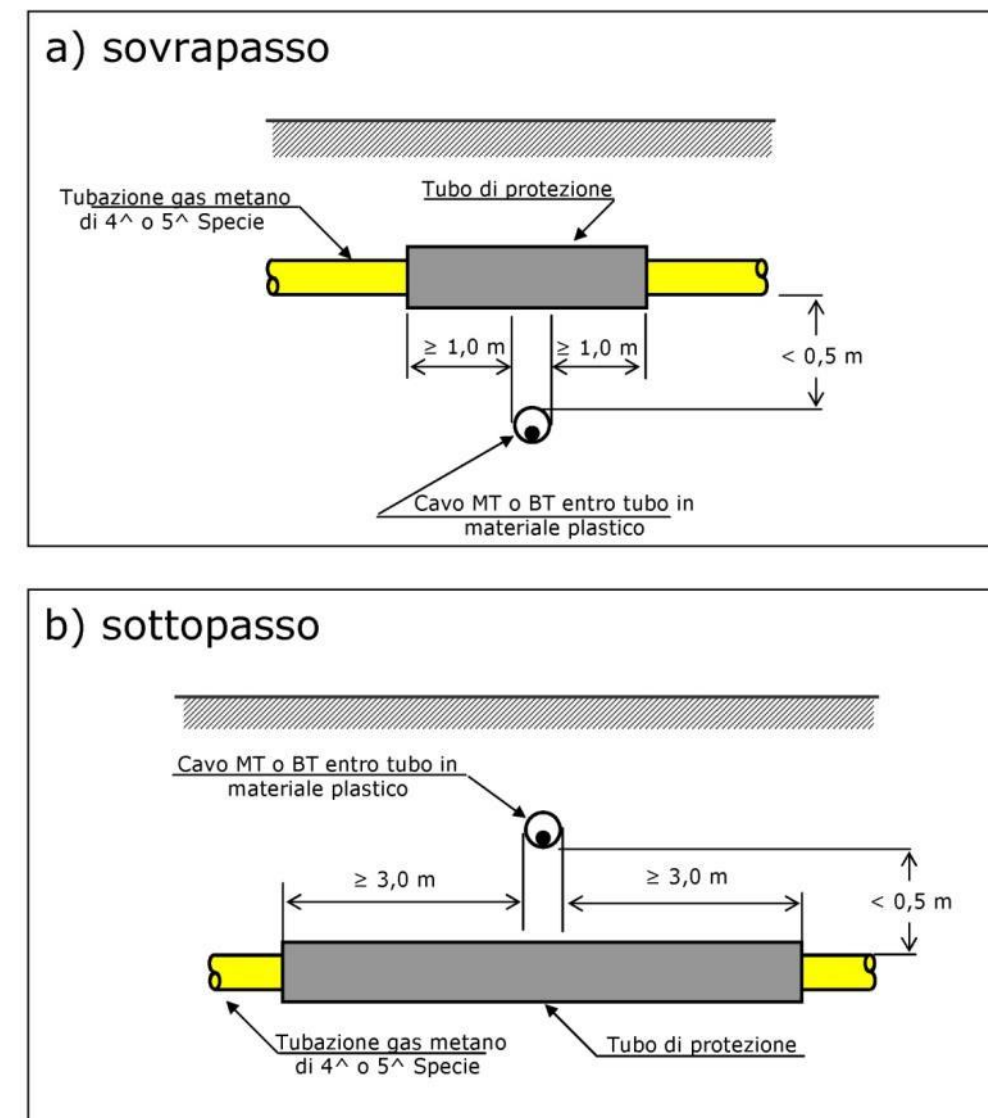 a) sovrapasso
Tubazione gas metano
di 4^ o 5^ Specie
Tubo di protezione
≥ 1,0 m
≥ 1,0 m
< 0,5 m
Cavo MT o BT entro tubo in
materiale plastico
b) sottopasso
Cavo MT o BT entro tubo in
materiale plastico
≥ 3,0 m
≥ 3,0 m
< 0,5 m
Tubazione gas metano
di 4^ o 5^ Specie
Tubo di protezione